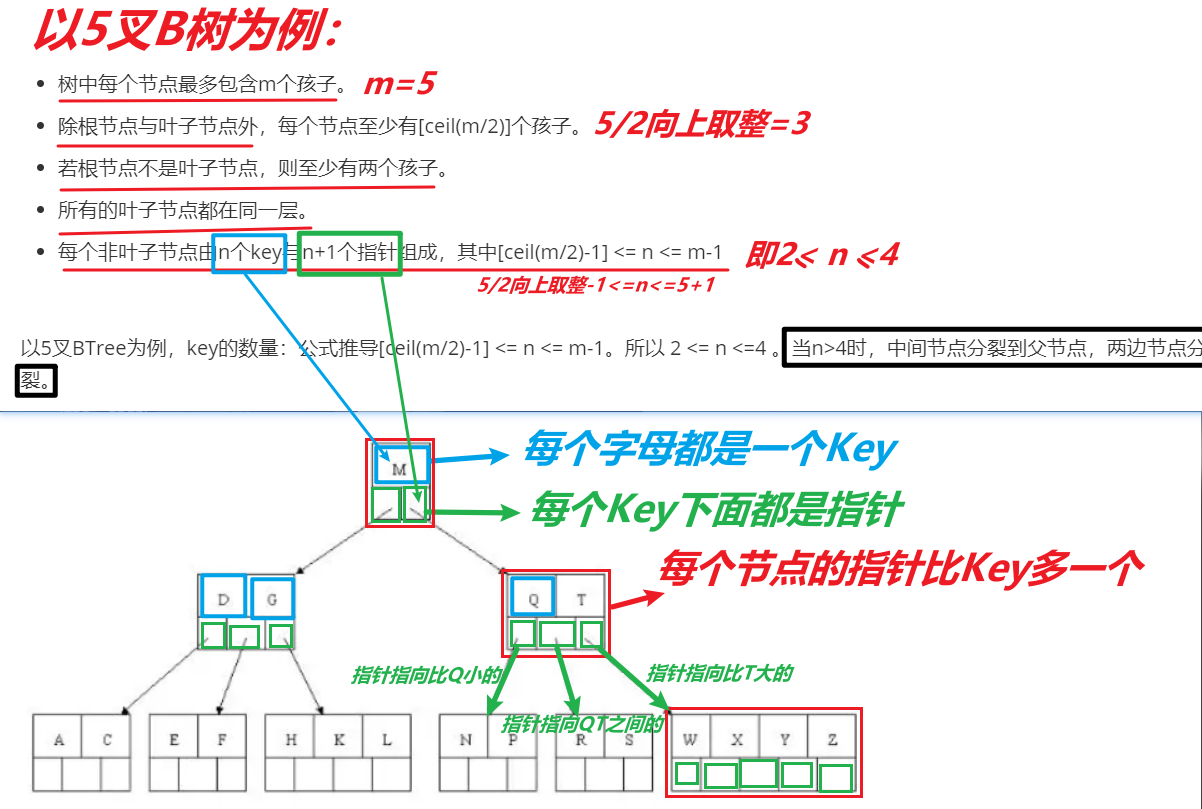 以5叉B树为例：
树中每个节点最多包含m个孩子。 m=5
除根节点与叶子节点外，每个节点至少有[ceil(m/2)]个孩子。 5/2向上取整=3
若根节点不是叶子节点，则至少有两个孩子。
所有的叶子节点都在同一层。
每个非叶子节点由n个key与n+1个指针组成，其中[ceil(m/2)-1] <= n <= m-1 即2≤ n ≤4
5/2向上取整-1<=n<=5+1
以5叉BTree为例，key的数量：公式推导[ceil(m/2)-1] <= n <= m-1。所以 2 <= n <=4 。当n>4时，中间节点分裂到父节点，两边节点分
裂。
每个字母都是一个Key
M
每个Key下面都是指针
每个节点的指针比Key多一个
D G Q T
指针指向比Q小的 指针指向比T大的
指针指向QT之间的
A C E F H K L N P R S W X Y Z